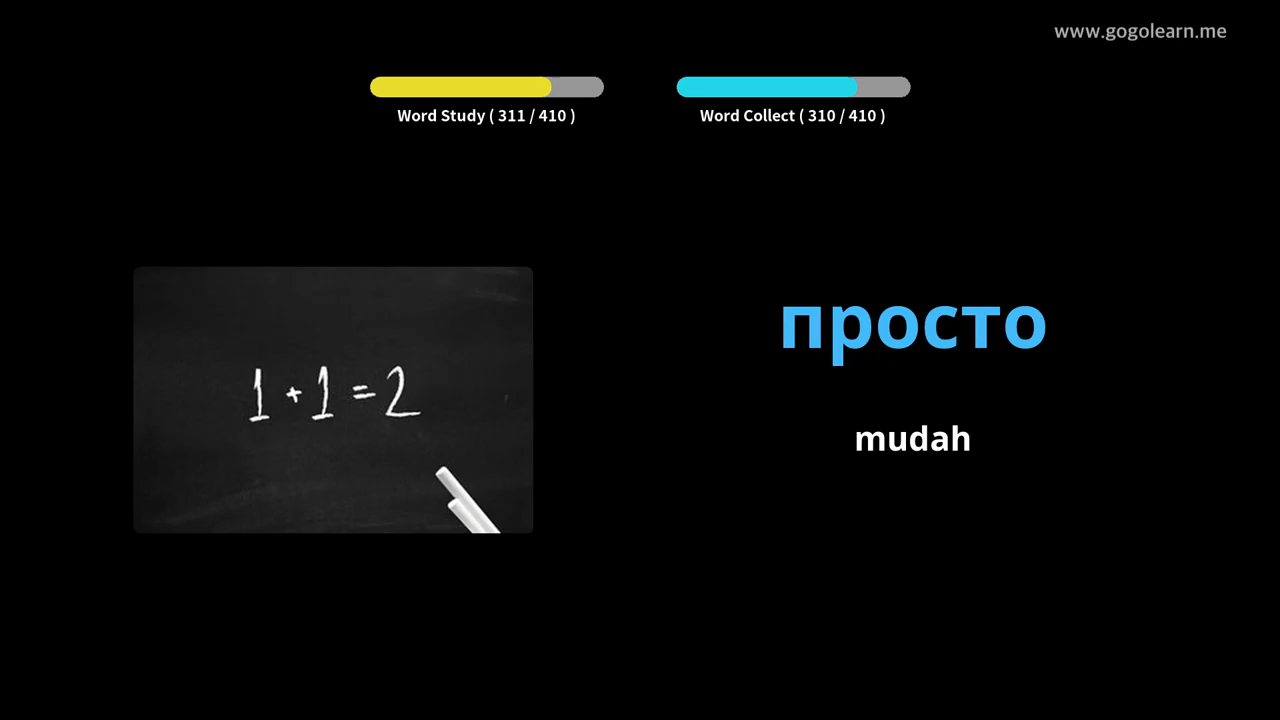 www.gogolearn.me
Word Study ( 311 / 410 )
Word Collect ( 310 / 410 )
1 + 1 = 2
просто
mudah